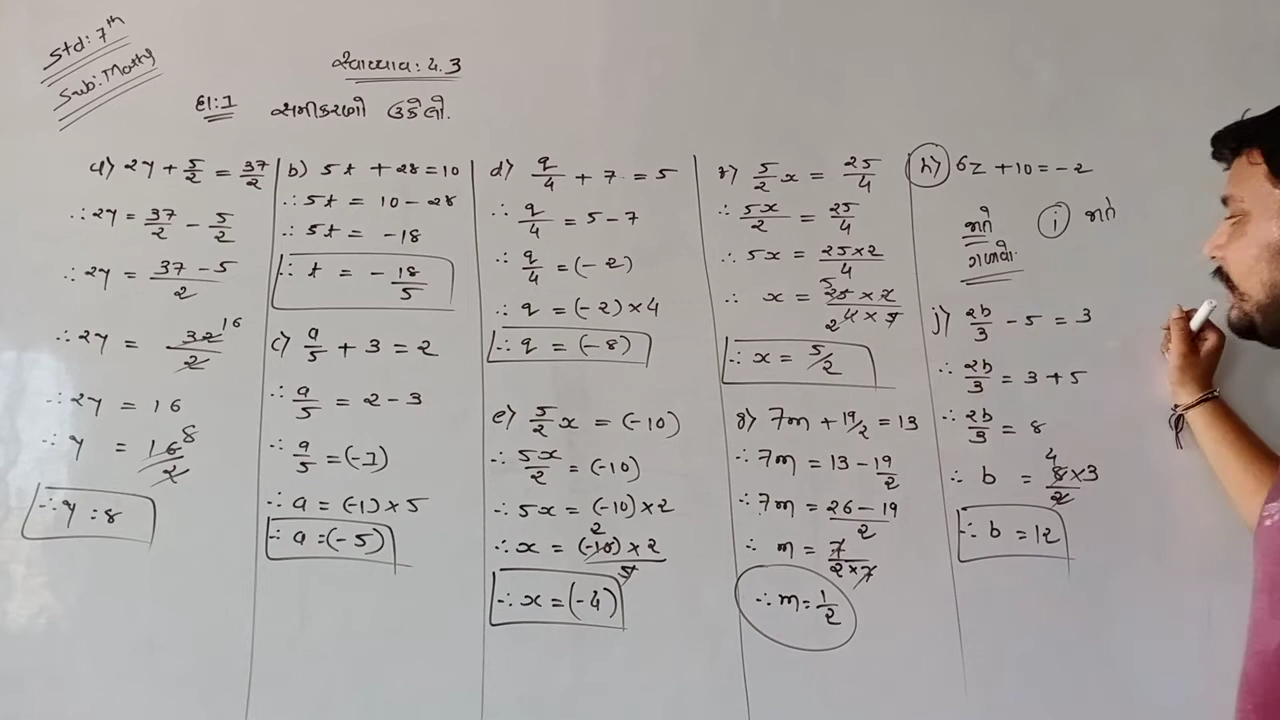 Std: 7th
Sub: Maths
સ્વાધ્યાય: 4.3
દા: 1 સમીકરણો ઉકેલો.
a) 2y + 5/2 = 37/2
∴ 2y = 37/2 - 5/2
∴ 2y = (37 - 5)/2
∴ 2y = 32/2 16
∴ 2y = 16
∴ y = 16/2 8
∴ y = 8
b) 5t + 28 = 10
∴ 5t = 10 - 28
∴ 5t = -18
∴ t = -18/5
c) a/5 + 3 = 2
∴ a/5 = 2 - 3
∴ a/5 = (-1)
∴ a = (-1) × 5
∴ a = (-5)
d) q/4 + 7 = 5
∴ q/4 = 5 - 7
∴ q/4 = (-2)
∴ q = (-2) × 4
∴ q = (-8)
e) 5/2 x = (-10)
∴ 5x/2 = (-10)
∴ 5x = (-10) × 2
∴ x = (-10) × 2/5 2
∴ x = (-4)
f) 5/2 x = 25/4
∴ 5x/2 = 25/4
∴ 5x = (25 × 2)/4
∴ x = (25 × 2)/(4 × 5) 5 2
∴ x = 5/2
g) 7m + 19/2 = 13
∴ 7m = 13 - 19/2
∴ 7m = (26 - 19)/2
∴ m = 7/(2 × 7)
∴ m = 1/2
h) 6z + 10 = -2
જાતે
ગણવો.
i જાતે
j) 2b/3 - 5 = 3
∴ 2b/3 = 3 + 5
∴ 2b/3 = 8
∴ b = (8 × 3)/2 4
∴ b = 12